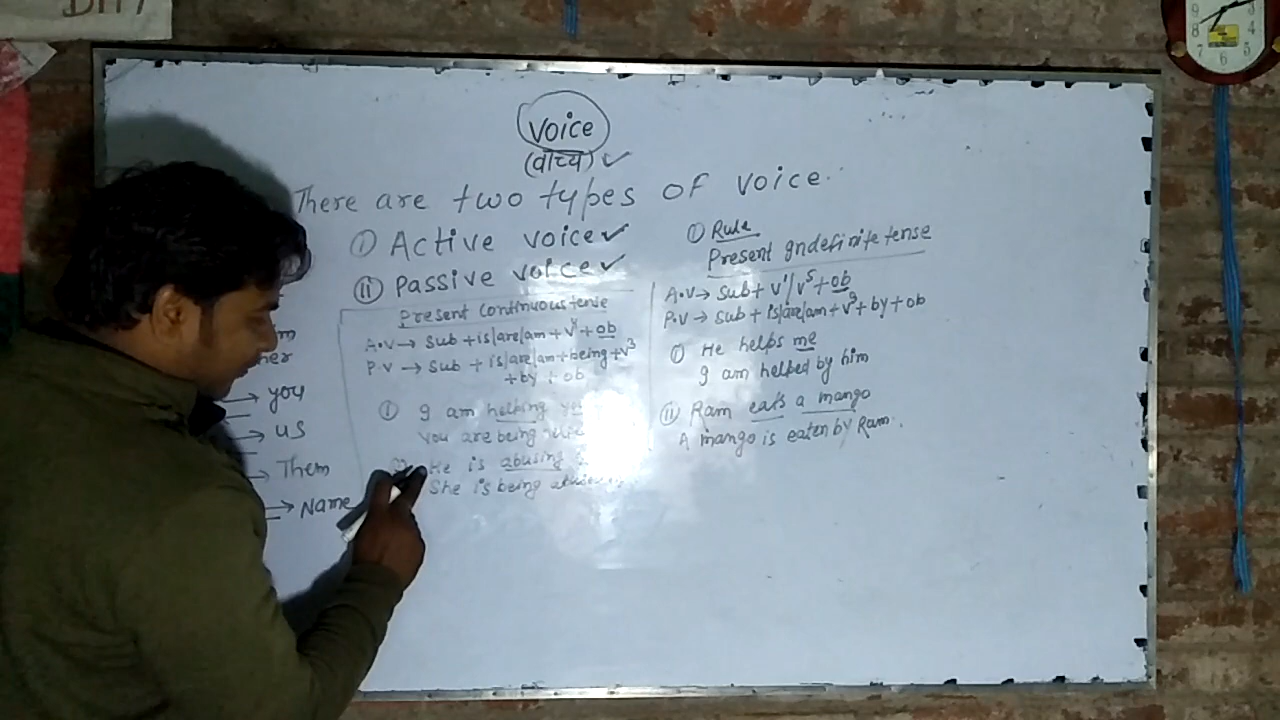 Voice
(वाच्य) ✓
There are two types of voice..
(i) Active voice ✓
(ii) Passive voice ✓
Present continuous tense
A.V → Sub + is/are/am + V⁴ + ob
P.V → Sub + is/are/am + being + V³
+ by + ob
(i) I am helping you
You are being
He is abusing
She is being
(i) Rule
Present Indefinite tense
A.V → Sub + V¹/V⁵ + ob
P.V → Sub + is/are/am + V³ + by + ob
(i) He helps me
I am helped by him
(ii) Ram eats a mango
A mango is eaten by Ram.
→ you
→ us
→ Them
→ Name